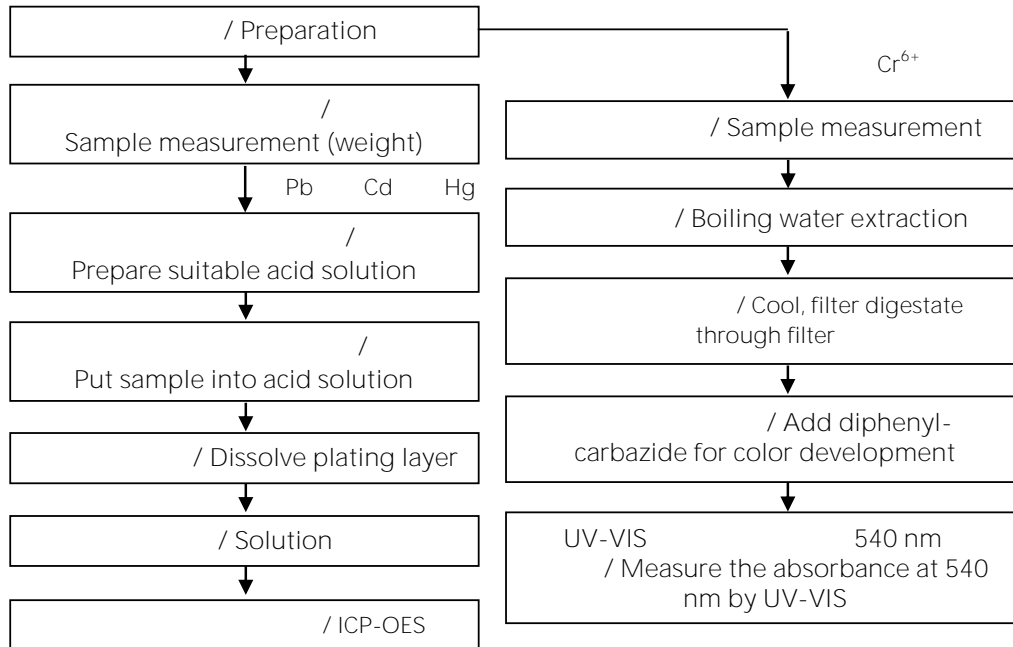 / Preparation
/
Sample measurement (weight)
Pb Cd Hg
/
Prepare suitable acid solution
/
Put sample into acid solution
/ Dissolve plating layer
/ Solution
/ ICP-OES
Cr⁶⁺
/ Sample measurement
/ Boiling water extraction
/ Cool, filter digestate
through filter
/ Add diphenyl-
carbazide for color development
UV-VIS 540 nm
/ Measure the absorbance at 540
nm by UV-VIS